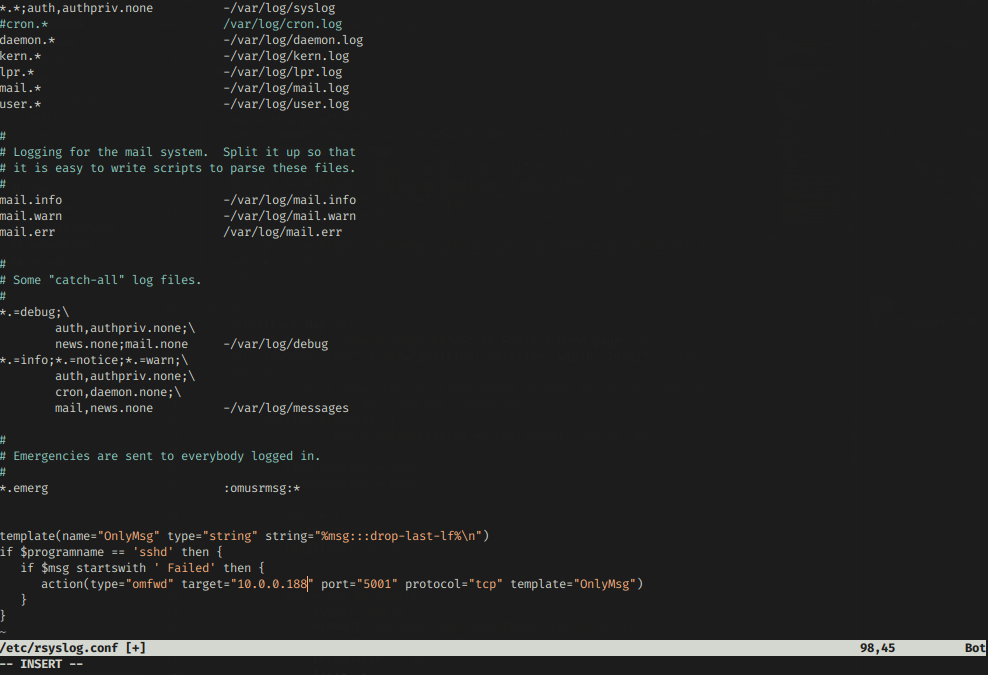 *.*;auth,authpriv.none          -/var/log/syslog
#cron.*                         /var/log/cron.log
daemon.*                        -/var/log/daemon.log
kern.*                          -/var/log/kern.log
lpr.*                           -/var/log/lpr.log
mail.*                          -/var/log/mail.log
user.*                          -/var/log/user.log
#
# Logging for the mail system.  Split it up so that
# it is easy to write scripts to parse these files.
#
mail.info                       -/var/log/mail.info
mail.warn                       -/var/log/mail.warn
mail.err                        /var/log/mail.err
#
# Some "catch-all" log files.
#
*.=debug;\
        auth,authpriv.none;\
        news.none;mail.none     -/var/log/debug
*.=info;*.=notice;*.=warn;\
        auth,authpriv.none;\
        cron,daemon.none;\
        mail,news.none          -/var/log/messages
#
# Emergencies are sent to everybody logged in.
#
*.emerg                         :omusrmsg:*
template(name="OnlyMsg" type="string" string="%msg:::drop-last-lf%\n")
if $programname == 'sshd' then {
   if $msg startswith ' Failed' then {
      action(type="omfwd" target="10.0.0.188" port="5001" protocol="tcp" template="OnlyMsg")
   }
}
~
/etc/rsyslog.conf [+]                                   98,45          Bot
-- INSERT --